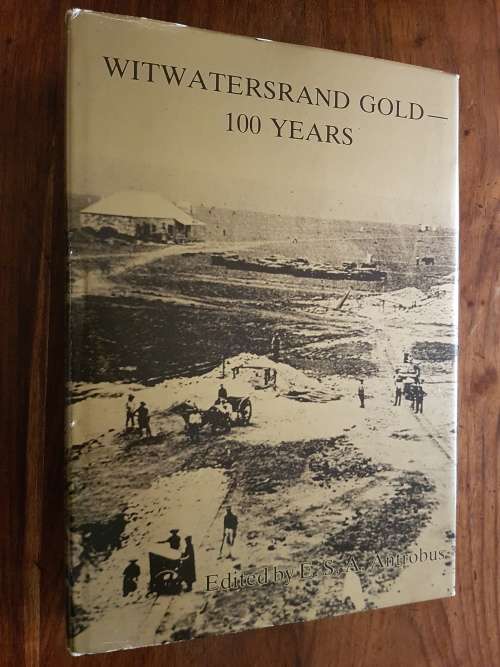 WITWATERSRAND GOLD—
100 YEARS
Edited by E. S. A. Antrobus